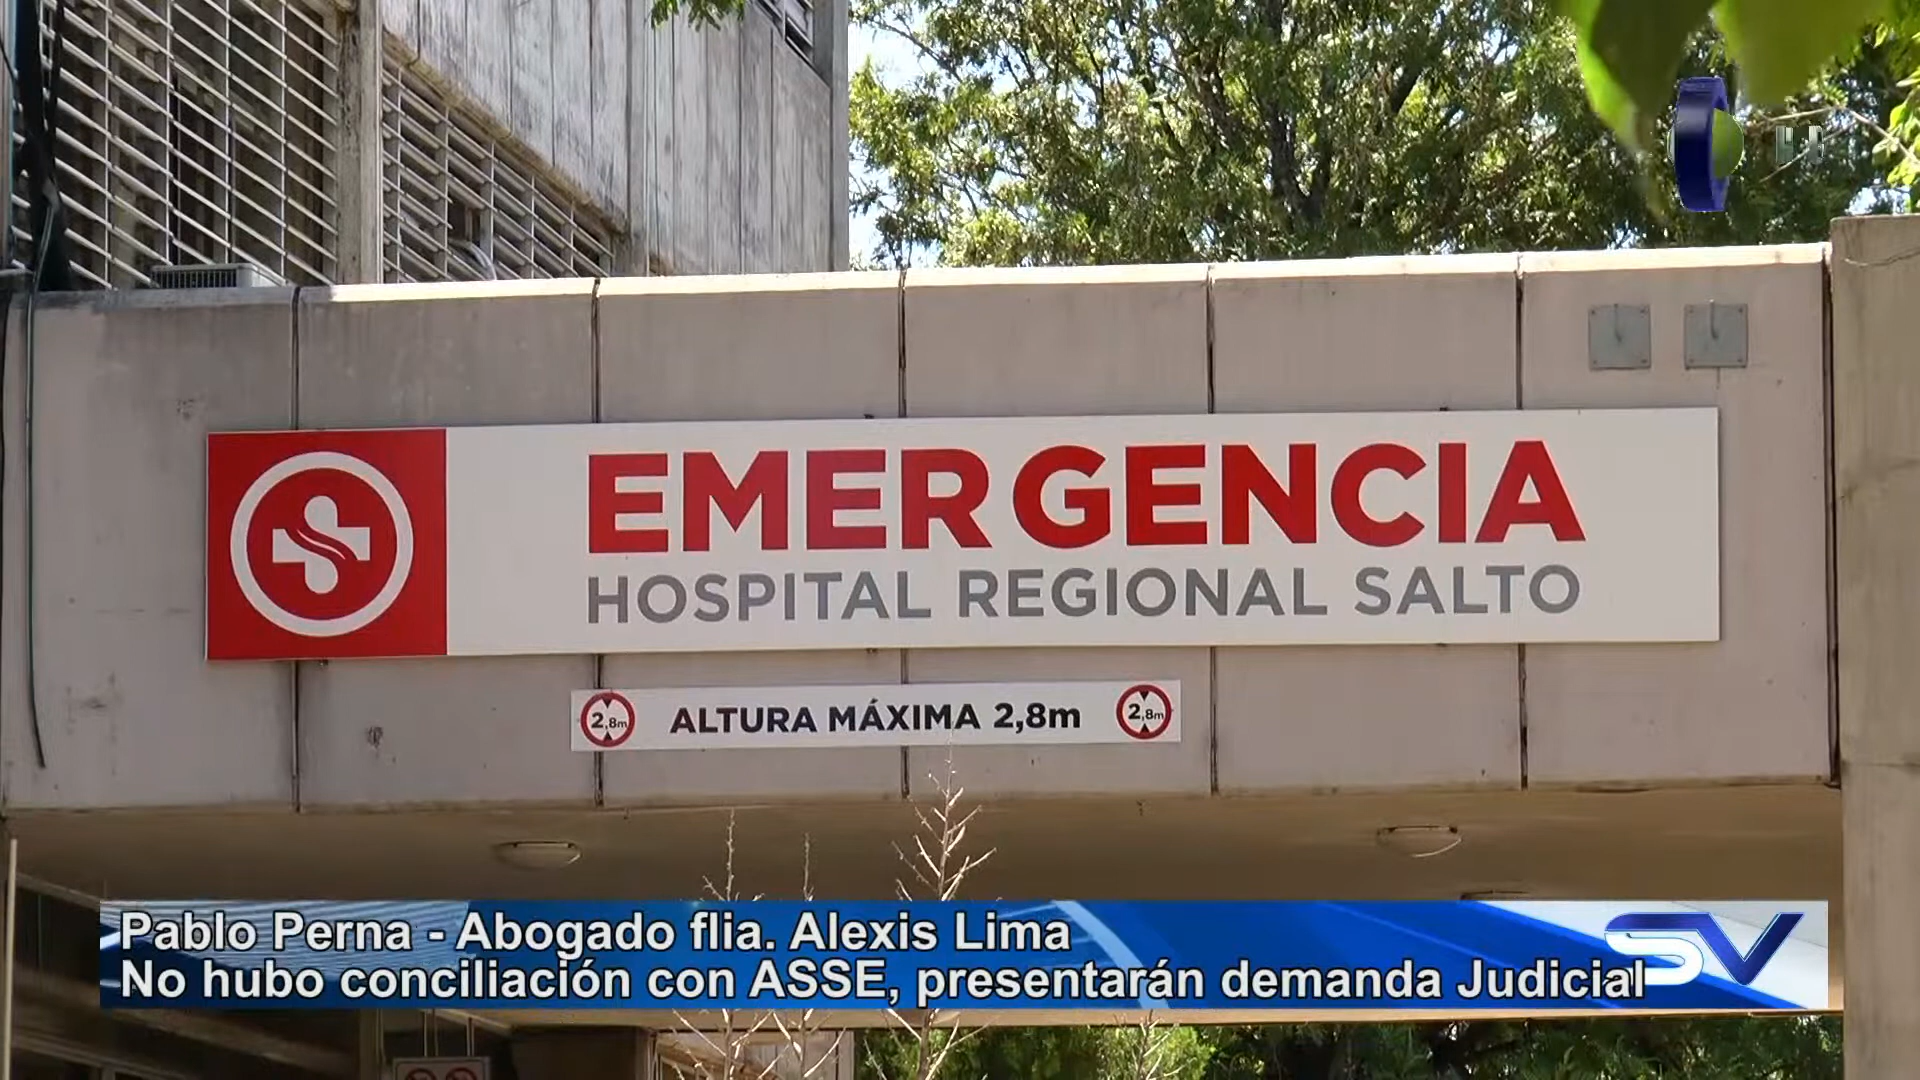 EMERGENCIA
HOSPITAL REGIONAL SALTO
2,8m ALTURA MÁXIMA 2,8m 2,8m
Pablo Perna - Abogado flia. Alexis Lima
No hubo conciliación con ASSE, presentarán demanda Judicial
SV